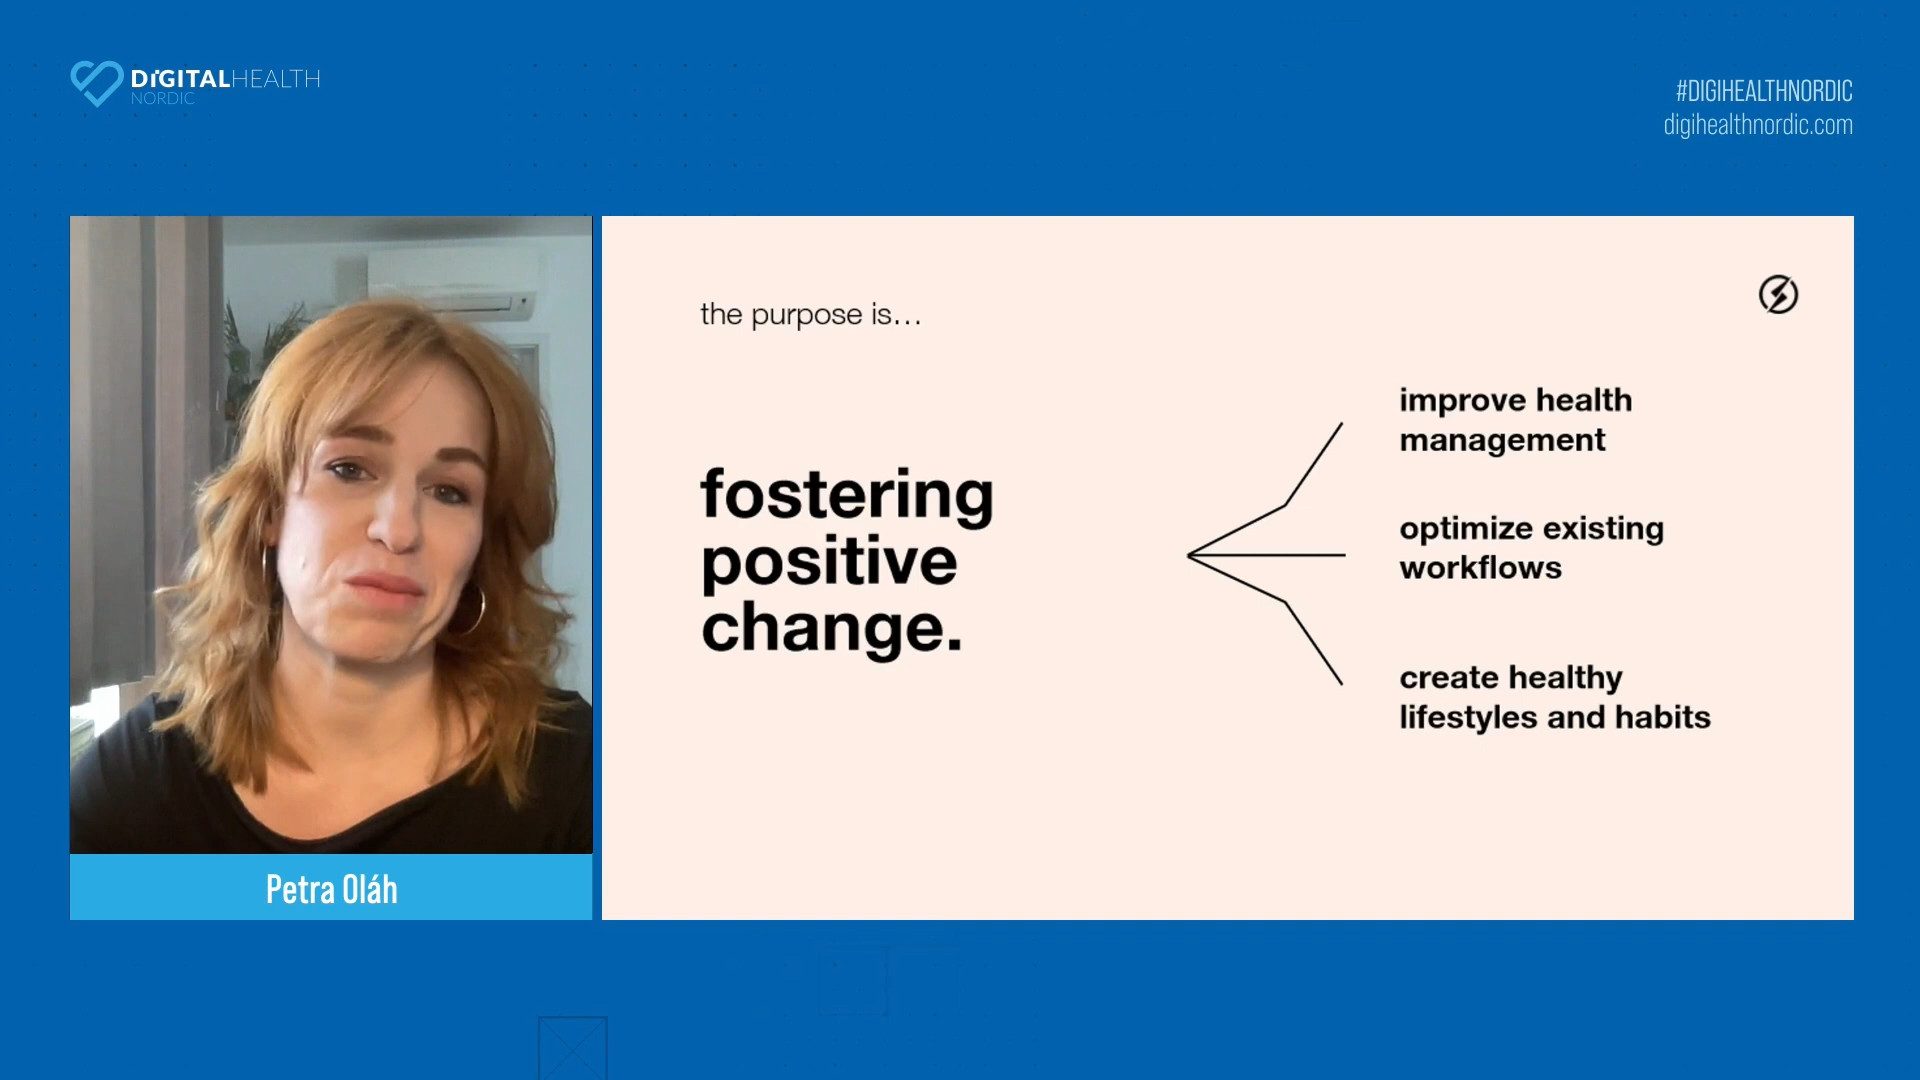 DiGITALHEALTH
NORDIC
#DIGIHEALTHNORDIC
digihealthnordic.com
the purpose is...
fostering
positive
change.
improve health
management
optimize existing
workflows
create healthy
lifestyles and habits
Petra Oláh